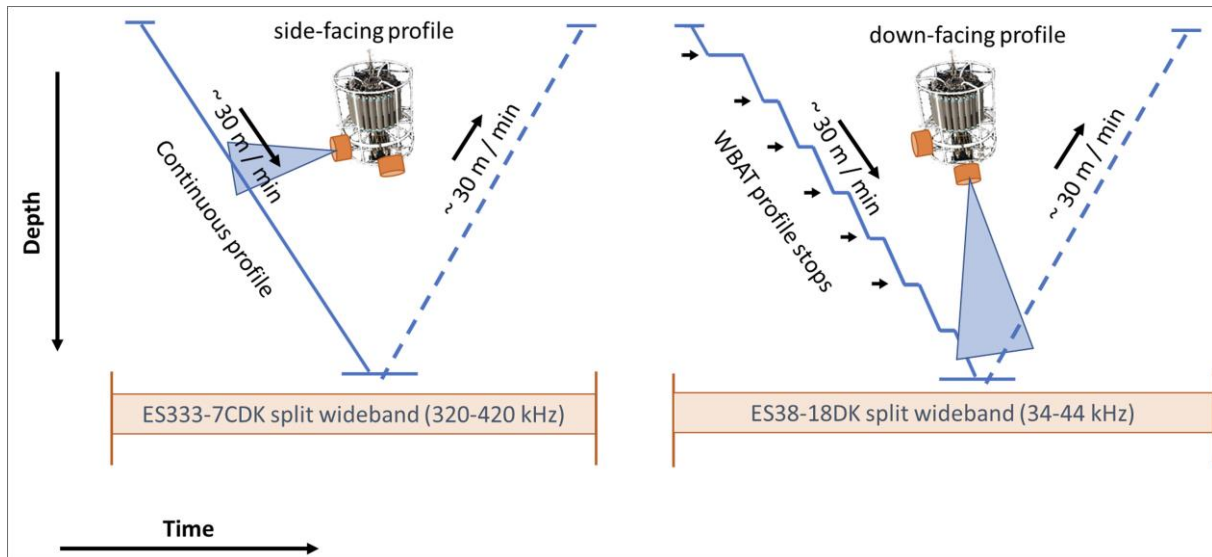 side-facing profile
~ 30 m / min
Continuous profile
~ 30 m / min
ES333-7CDK split wideband (320-420 kHz)
down-facing profile
~ 30 m / min
WBAT profile stops
~ 30 m / min
ES38-18DK split wideband (34-44 kHz)
Depth
Time